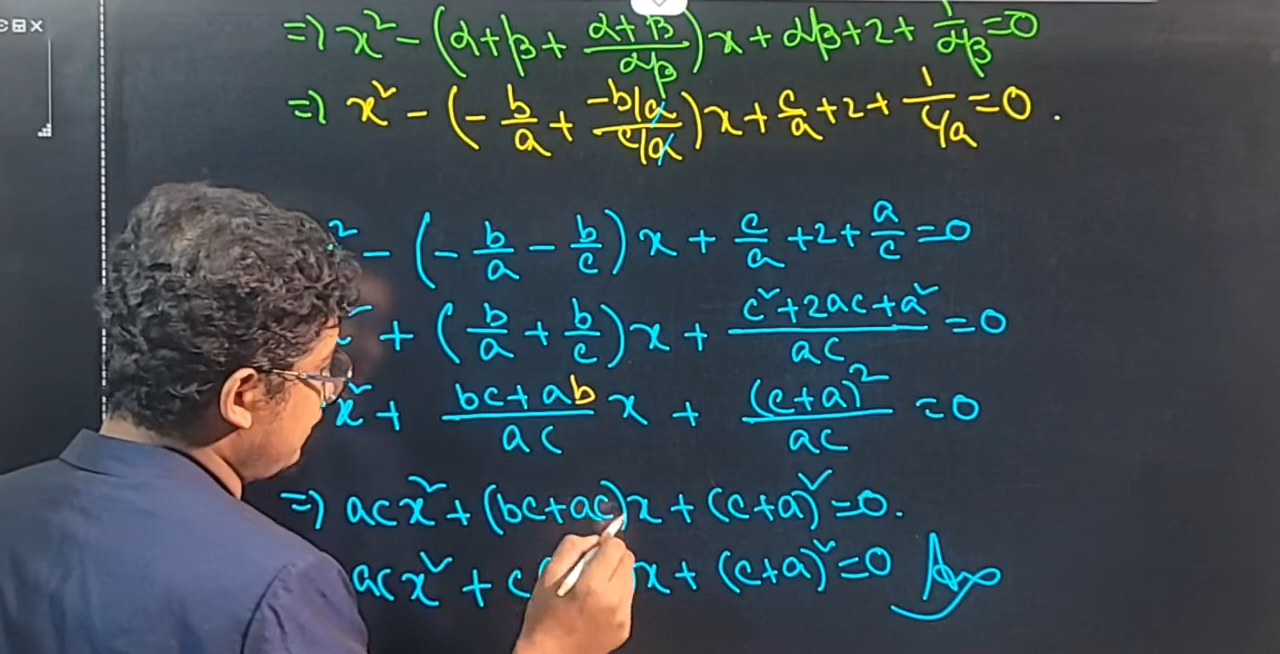 => x² - (α+β + (α+β)/(αβ))x + αβ + 2 + 1/(αβ) = 0
=> x² - (-b/a + (-b/a)/(c/a))x + c/a + 2 + 1/(c/a) = 0.
² - (-b/a - b/c)x + c/a + 2 + a/c = 0
+ (b/a + b/c)x + (c²+2ac+a²)/(ac) = 0
x² + (bc+ab)/(ac) x + (c+a)²/(ac) = 0
=> acx² + (bc+ac)x + (c+a)² = 0.
acx² + c x + (c+a)² = 0 Ans